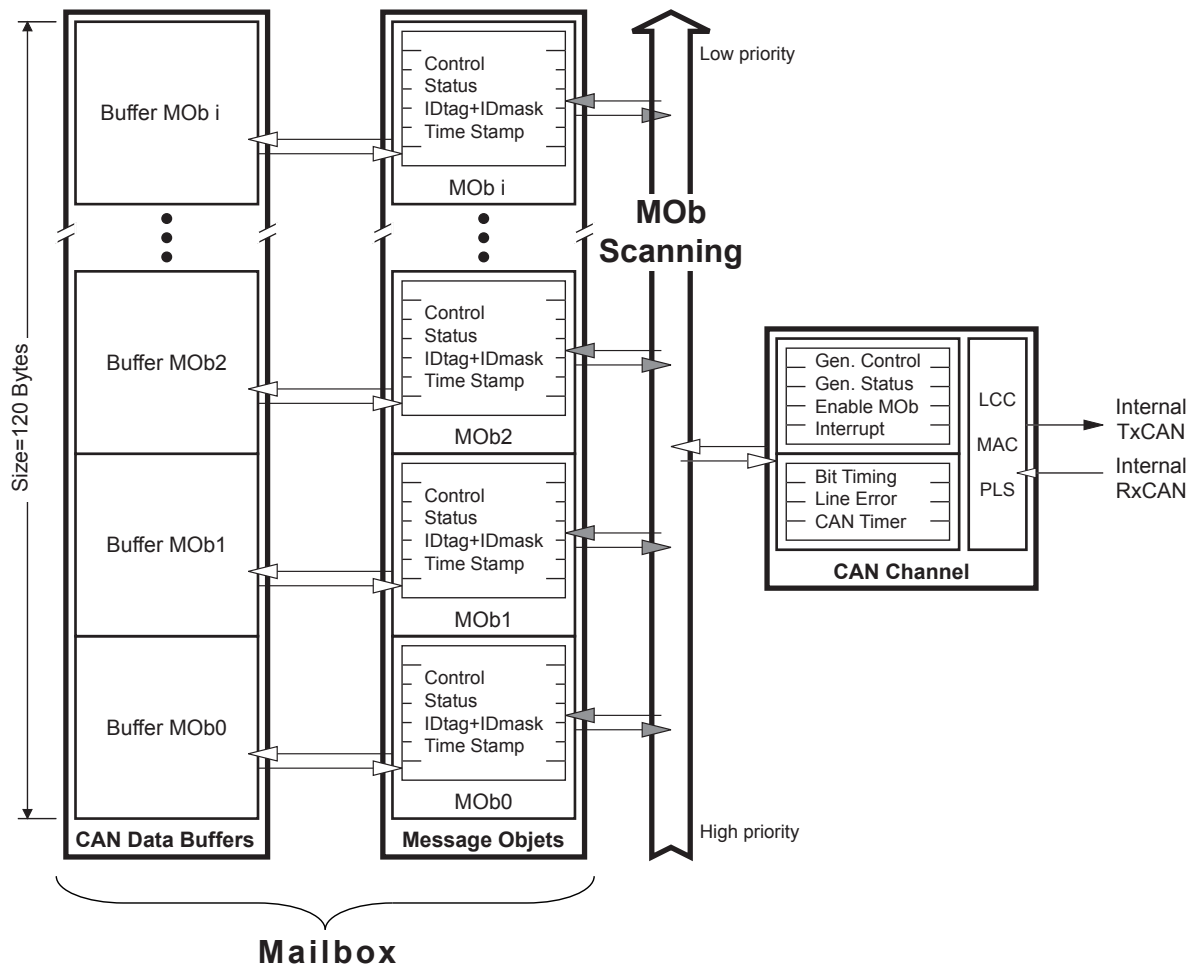 Size=120 Bytes
Buffer MOb i
Buffer MOb2
Buffer MOb1
Buffer MOb0
CAN Data Buffers
Control
Status
IDtag+IDmask
Time Stamp
MOb i
Control
Status
IDtag+IDmask
Time Stamp
MOb2
Control
Status
IDtag+IDmask
Time Stamp
MOb1
Control
Status
IDtag+IDmask
Time Stamp
MOb0
Message Objets
Mailbox
Low priority
MOb
Scanning
High priority
Gen. Control
Gen. Status
Enable MOb
Interrupt
Bit Timing
Line Error
CAN Timer
LCC
MAC
PLS
CAN Channel
Internal
TxCAN
Internal
RxCAN